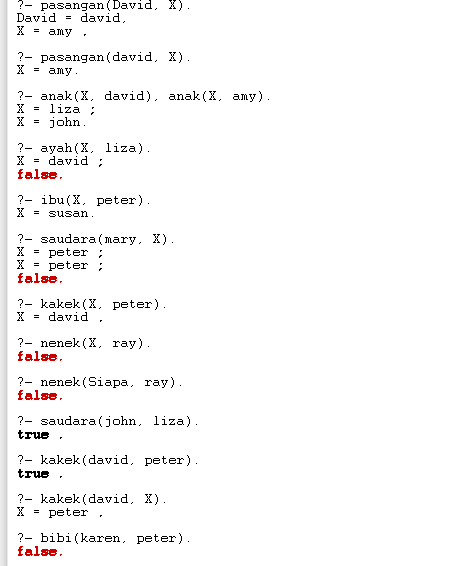 ?- pasangan(David, X).
David = david,
X = amy .
?- pasangan(david, X).
X = amy.
?- anak(X, david), anak(X, amy).
X = liza ;
X = john.
?- ayah(X, liza).
X = david ;
false.
?- ibu(X, peter).
X = susan.
?- saudara(mary, X).
X = peter ;
X = peter ;
false.
?- kakek(X, peter).
X = david .
?- nenek(X, ray).
false.
?- nenek(Siapa, ray).
false.
?- saudara(john, liza).
true .
?- kakek(david, peter).
true .
?- kakek(david, X).
X = peter .
?- bibi(karen, peter).
false.